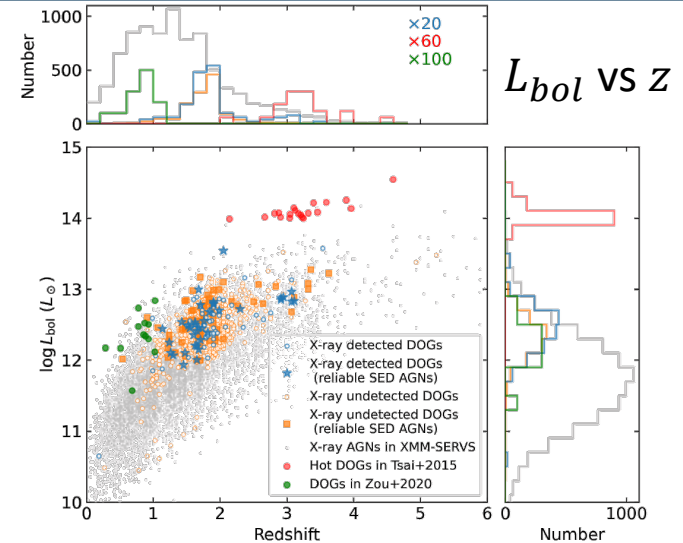 1000
500
0
Number
×20
×60
×100
L_bol vs z
15
14
13
12
11
10
log L_bol (L_⊙)
X-ray detected DOGs
X-ray detected DOGs
(reliable SED AGNs)
X-ray undetected DOGs
X-ray undetected DOGs
(reliable SED AGNs)
X-ray AGNs in XMM-SERVS
Hot DOGs in Tsai+2015
DOGs in Zou+2020
0 1 2 3 4 5 6
Redshift
0 1000
Number